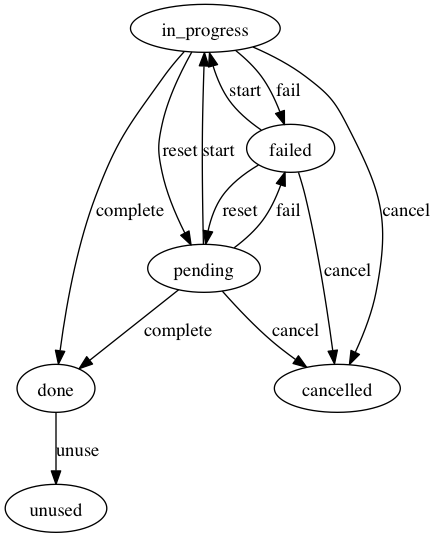 in_progress
start
fail
failed
reset
start
complete
cancel
reset
fail
pending
cancel
complete
cancel
done
cancelled
unuse
unused